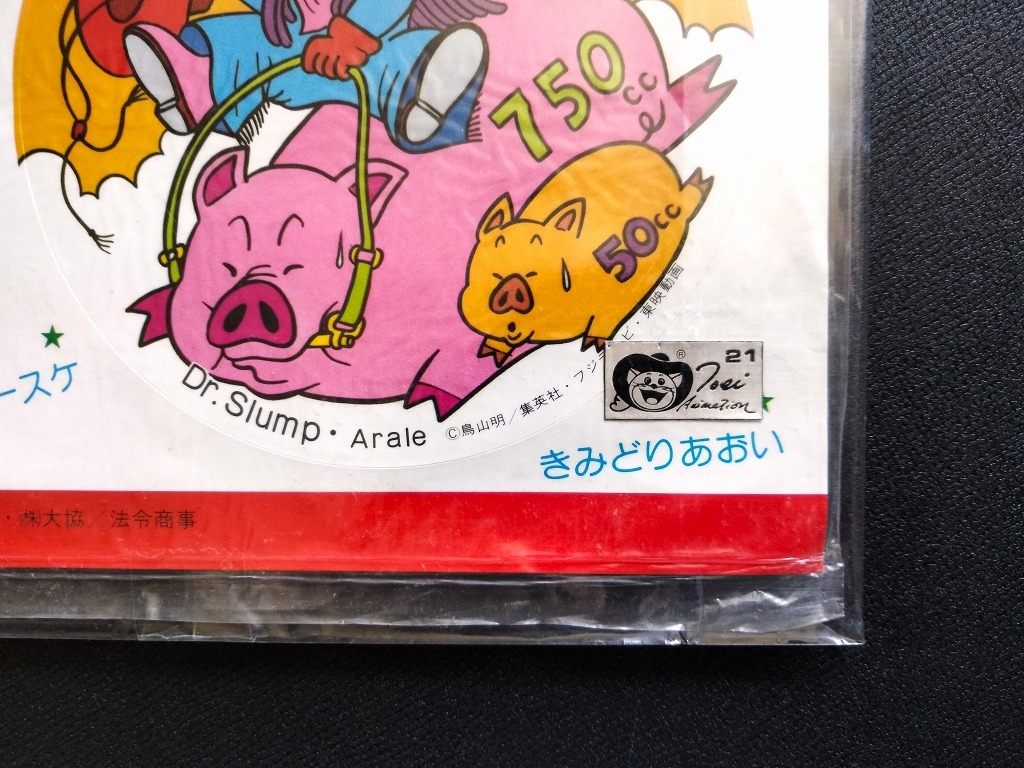 750cc
50cc
Dr. Slump・Arale
©鳥山明／集英社・フジテレビ・東映動画
® 21
Toei
Animation
ースケ
きみどりあおい
・㈱大協／法令商事